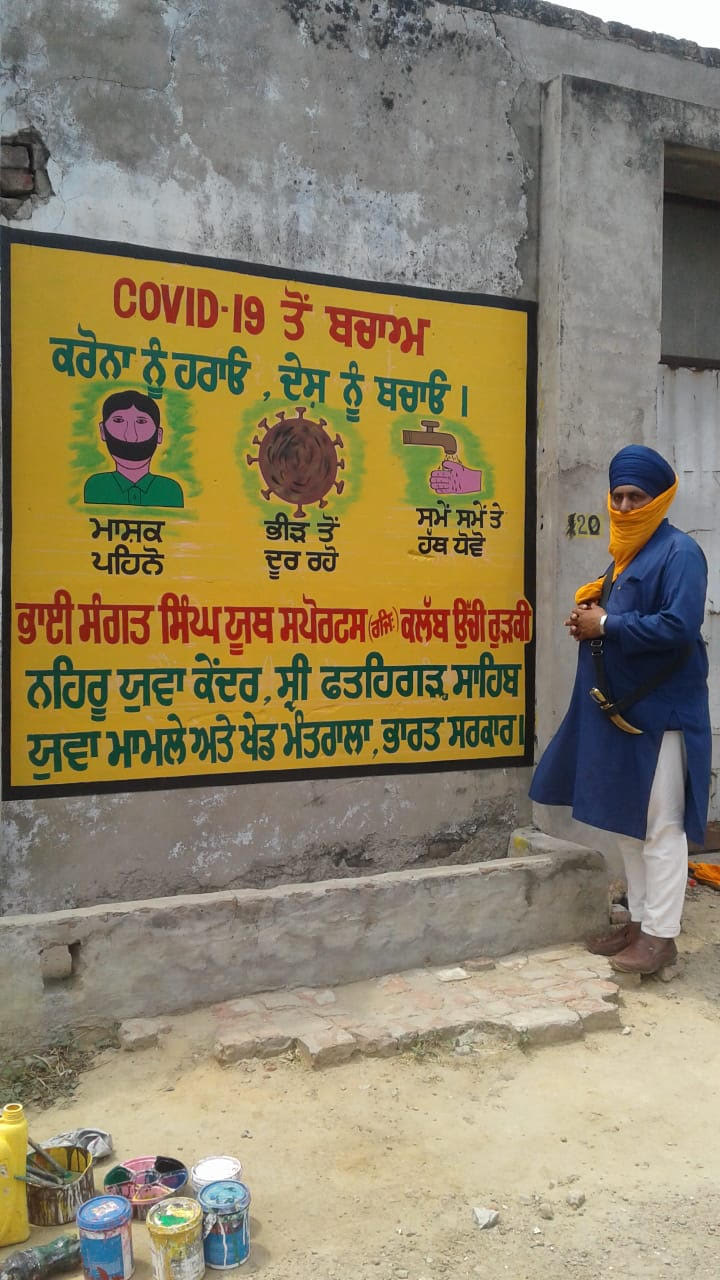 COVID-19 ਤੋਂ ਬਚਾਅ
ਕਰੋਨਾ ਨੂੰ ਹਰਾਓ , ਦੇਸ਼ ਨੂੰ ਬਚਾਓ ।
ਮਾਸਕ
ਪਹਿਨੋ
ਭੀੜ ਤੋਂ
ਦੂਰ ਰਹੋ
ਸਮੇਂ ਸਮੇਂ ਤੇ
ਹੱਥ ਧੋਵੋ
ਭਾਈ ਸੰਗਤ ਸਿੰਘ ਯੂਥ ਸਪੋਰਟਸ (ਰਜਿ:) ਕਲੱਬ ਉੱਚੀ ਰੁੜਕੀ
ਨਹਿਰੂ ਯੁਵਾ ਕੇਂਦਰ , ਸ੍ਰੀ ਫਤਹਿਗੜ੍ਹ ਸਾਹਿਬ
ਯੁਵਾ ਮਾਮਲੇ ਅਤੇ ਖੇਡ ਮੰਤਰਾਲਾ , ਭਾਰਤ ਸਰਕਾਰ ।
120